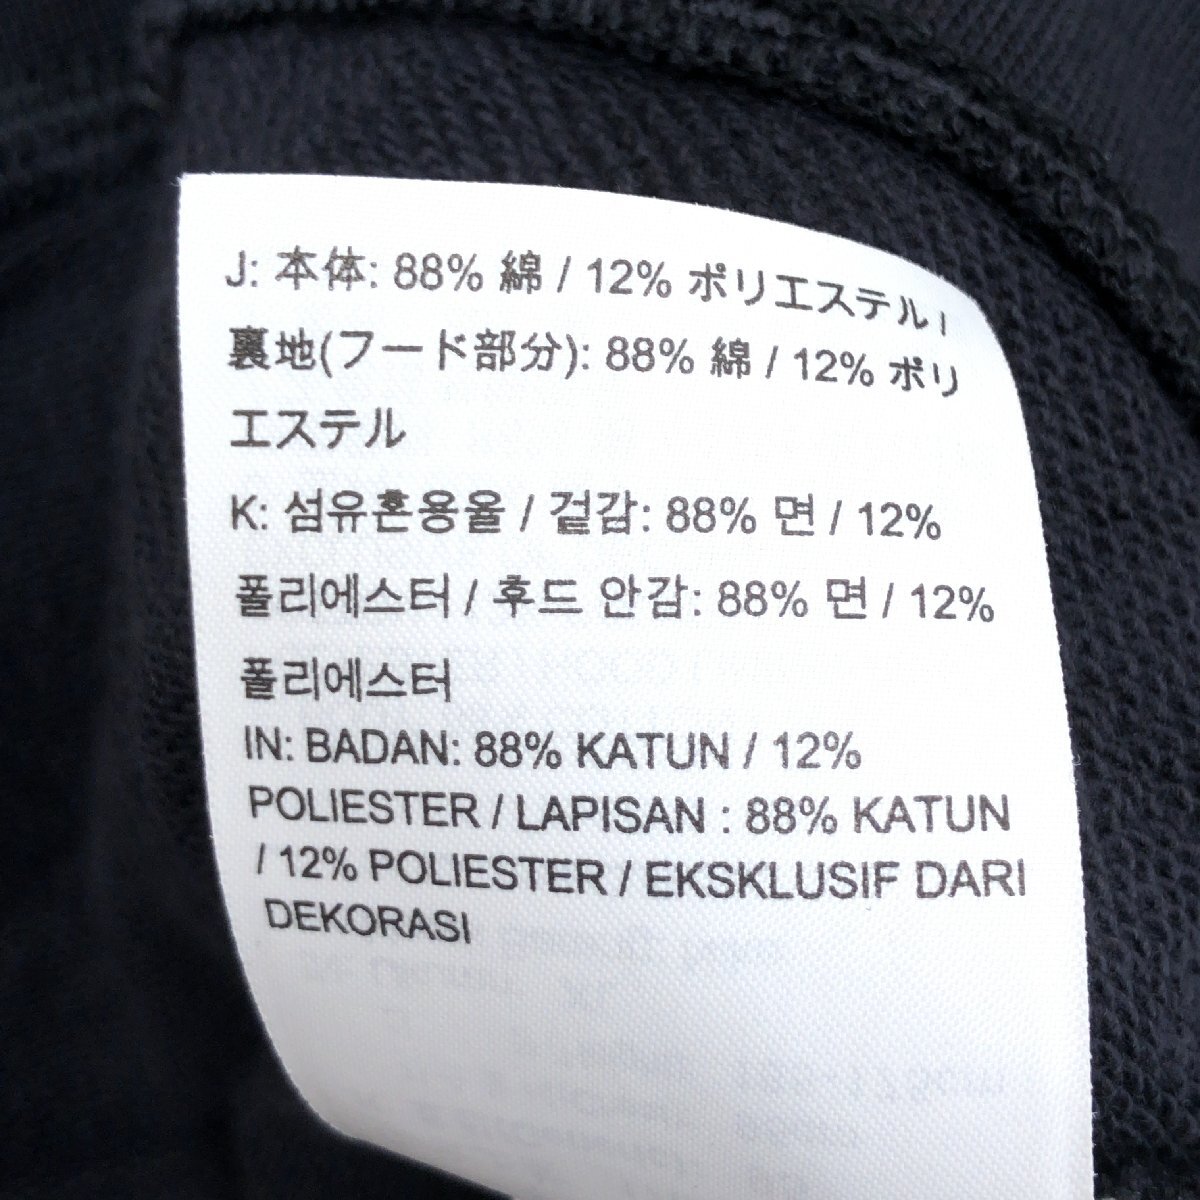 J: 本体: 88% 綿 / 12% ポリエステル /
裏地(フード部分): 88% 綿 / 12% ポリ
エステル
K: 섬유혼용율 / 겉감: 88% 면 / 12%
폴리에스터 / 후드 안감: 88% 면 / 12%
폴리에스터
IN: BADAN: 88% KATUN / 12%
POLIESTER / LAPISAN : 88% KATUN
/ 12% POLIESTER / EKSKLUSIF DARI
DEKORASI